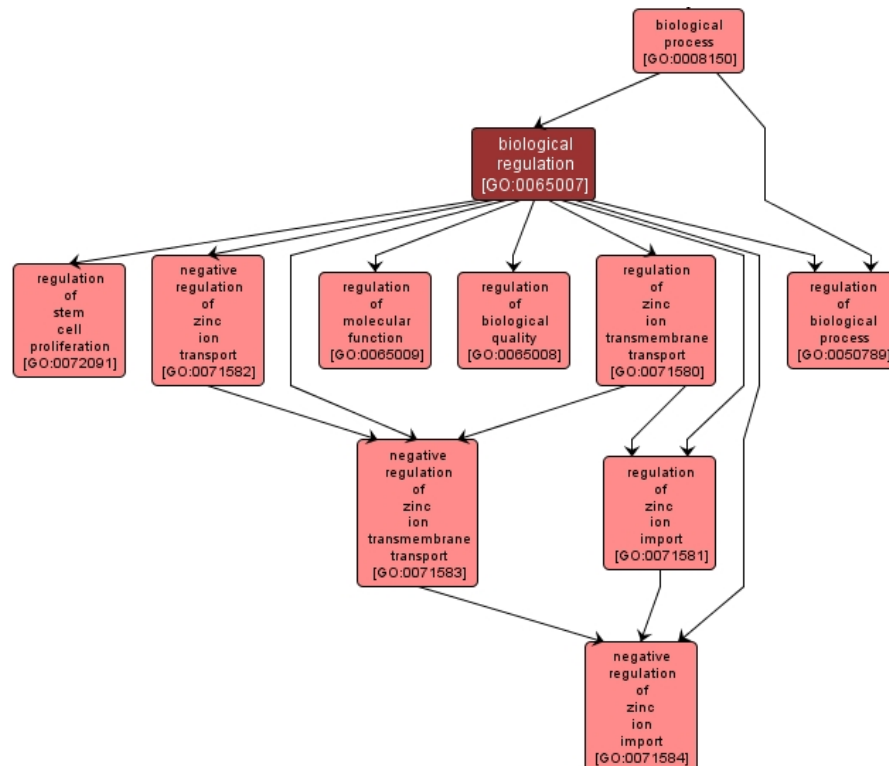 biological
process
[GO:0008150]
biological
regulation
[GO:0065007]
regulation
of
stem
cell
proliferation
[GO:0072091]
negative
regulation
of
zinc
ion
transport
[GO:0071582]
regulation
of
molecular
function
[GO:0065009]
regulation
of
biological
quality
[GO:0065008]
regulation
of
zinc
ion
transmembrane
transport
[GO:0071580]
regulation
of
biological
process
[GO:0050789]
negative
regulation
of
zinc
ion
transmembrane
transport
[GO:0071583]
regulation
of
zinc
ion
import
[GO:0071581]
negative
regulation
of
zinc
ion
import
[GO:0071584]